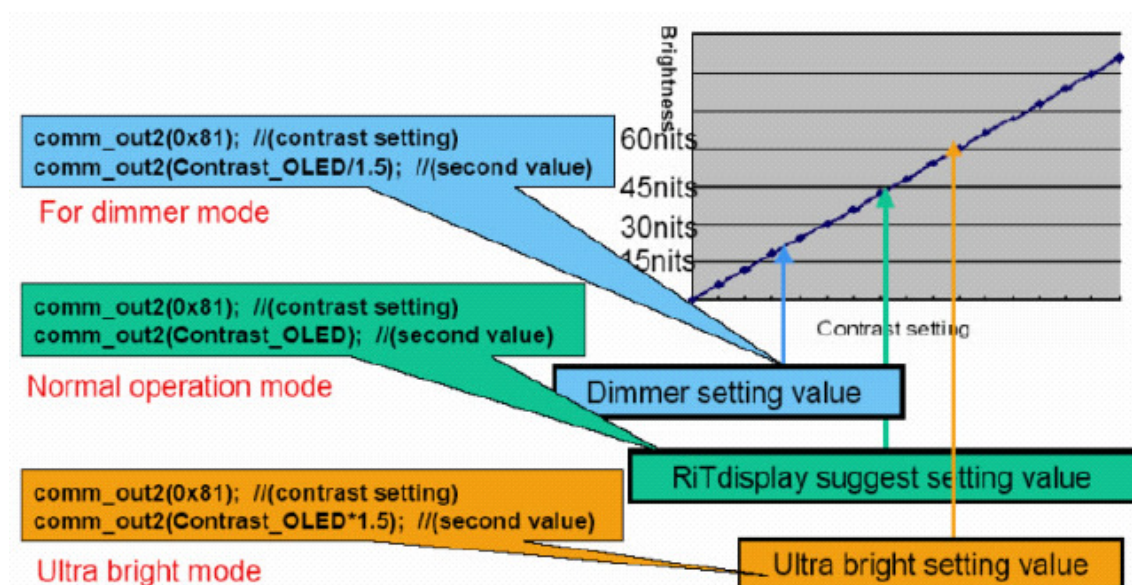 Brightness
comm_out2(0x81); //(contrast setting)
comm_out2(Contrast_OLED/1.5); //(second value)
For dimmer mode
60nits
45nits
30nits
15nits
Contrast setting
comm_out2(0x81); //(contrast setting)
comm_out2(Contrast_OLED); //(second value)
Normal operation mode
Dimmer setting value
RiTdisplay suggest setting value
comm_out2(0x81); //(contrast setting)
comm_out2(Contrast_OLED*1.5); //(second value)
Ultra bright mode
Ultra bright setting value